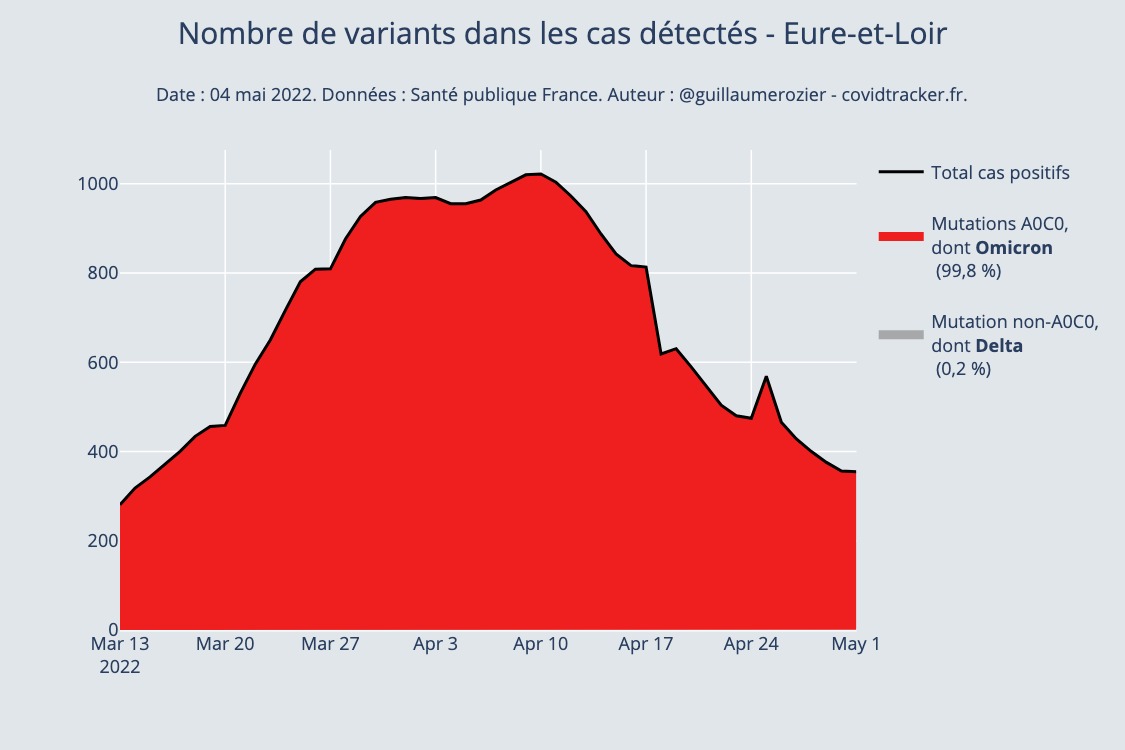 Nombre de variants dans les cas détectés - Eure-et-Loir
Date : 04 mai 2022. Données : Santé publique France. Auteur : @guillaumerozier - covidtracker.fr.
1000
800
600
400
200
0
Mar 13
2022
Mar 20
Mar 27
Apr 3
Apr 10
Apr 17
Apr 24
May 1
Total cas positifs
Mutations A0C0,
dont Omicron
(99,8 %)
Mutation non-A0C0,
dont Delta
(0,2 %)